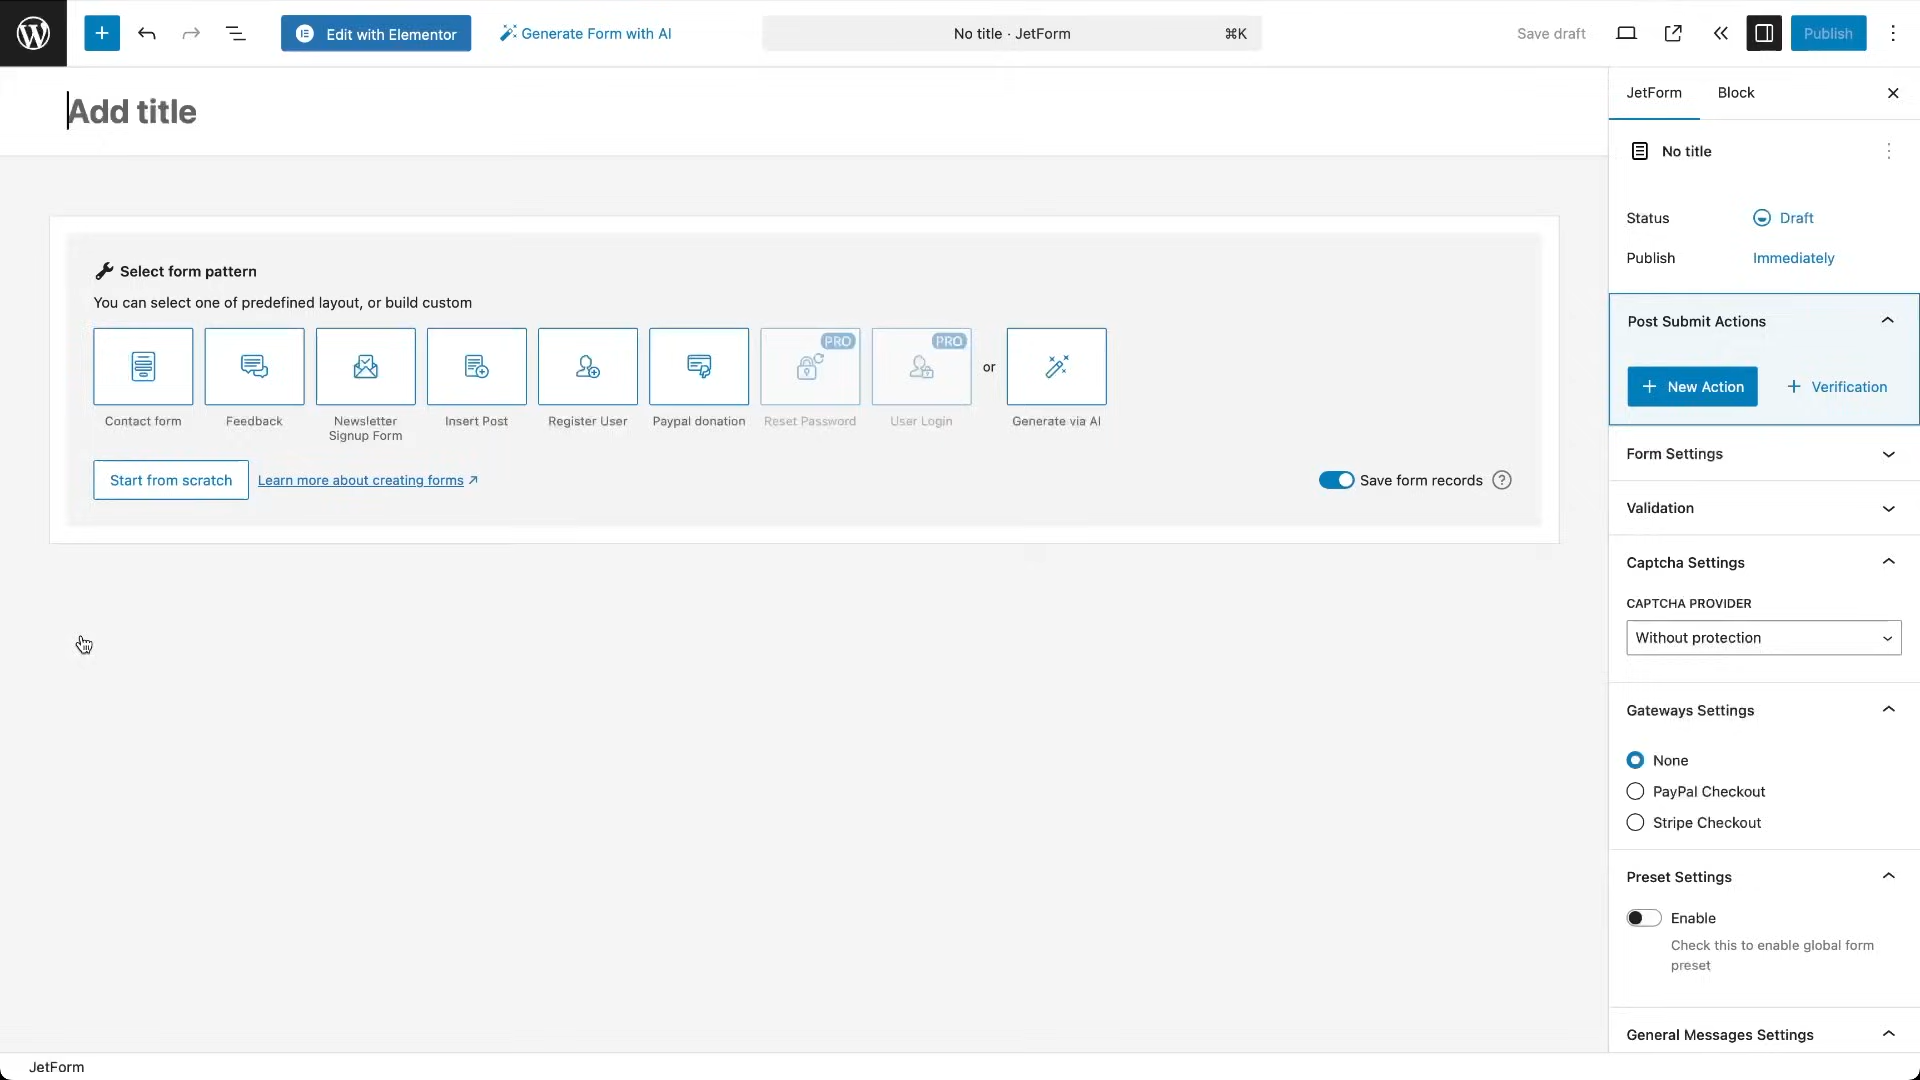 Edit with Elementor
Generate Form with AI
No title · JetForm
⌘K
Save draft
Publish
Add title
JetForm
Block
No title
Status
Draft
Publish
Immediately
Post Submit Actions
New Action
Verification
Form Settings
Validation
Captcha Settings
CAPTCHA PROVIDER
Without protection
Gateways Settings
None
PayPal Checkout
Stripe Checkout
Preset Settings
Enable
Check this to enable global form
preset
General Messages Settings
Select form pattern
You can select one of predefined layout, or build custom
PRO
PRO
or
Contact form
Feedback
Newsletter
Signup Form
Insert Post
Register User
Paypal donation
Reset Password
User Login
Generate via AI
Start from scratch
Learn more about creating forms ↗
Save form records
?
JetForm